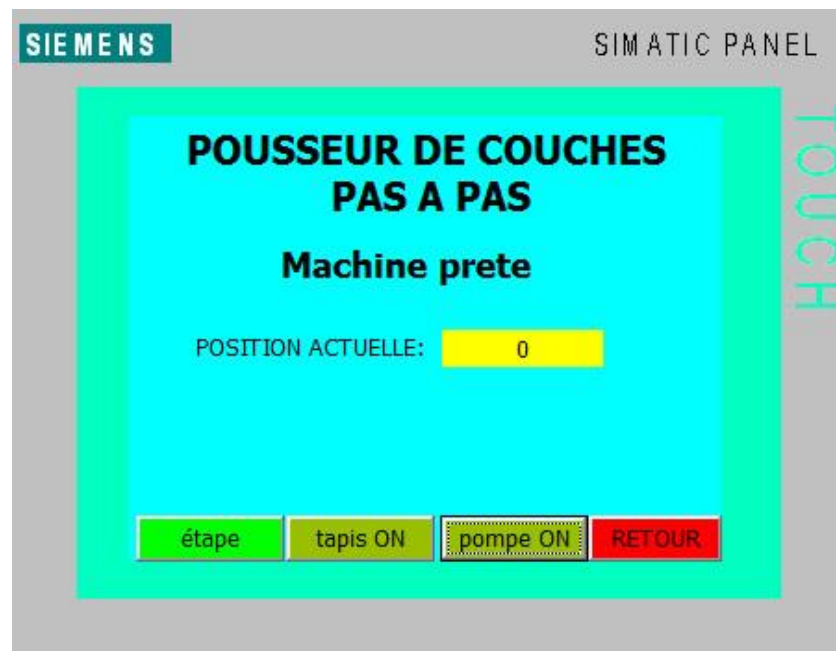 SIEMENS
SIMATIC PANEL
TOUCH
POUSSEUR DE COUCHES
PAS A PAS
Machine prete
POSITION ACTUELLE: 0
étape tapis ON pompe ON RETOUR